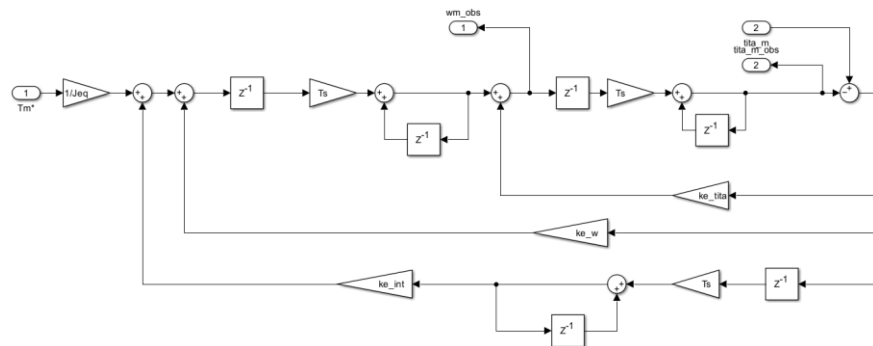 wm_obs
1
2
tita_m
tita_m_obs
2
1
Tm*
1/Jeq
+
+
+
+
Z-1
Ts
+
+
Z-1
+
+
Z-1
Ts
+
+
Z-1
+
ke_tita
ke_w
ke_int
+
+
Z-1
Ts
Z-1